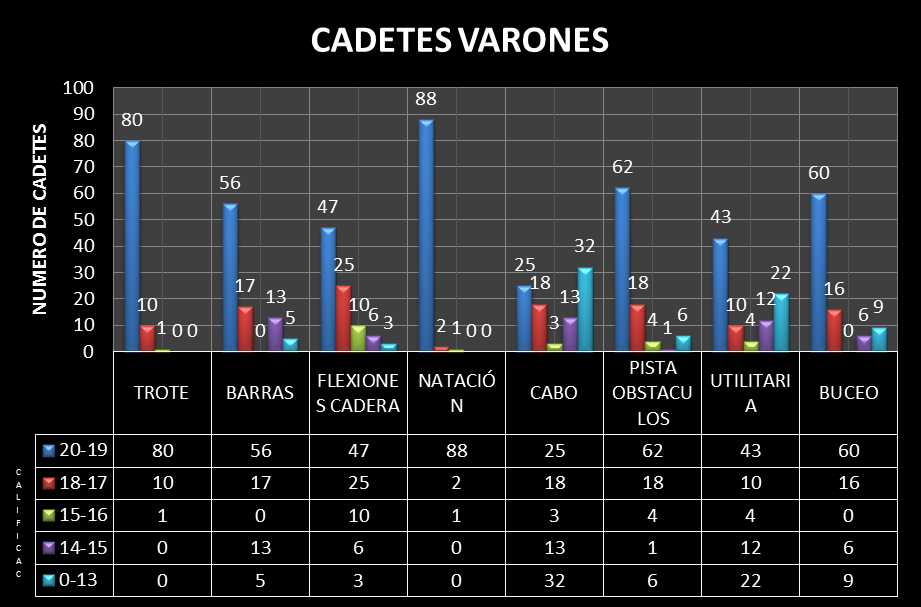 CADETES VARONES
NUMERO DE CADETES
100
90
80
70
60
50
40
30
20
10
0
80 10 1 0 0
56 17 0 13 5
47 25 10 6 3
88 2 1 0 0
25 18 3 13 32
62 18 4 1 6
43 10 4 12 22
60 16 0 6 9
TROTE
BARRAS
FLEXIONE
S CADERA
NATACIÓ
N
CABO
PISTA
OBSTACU
LOS
UTILITARI
A
BUCEO
CALIFICAC
20-19 80 56 47 88 25 62 43 60
18-17 10 17 25 2 18 18 10 16
15-16 1 0 10 1 3 4 4 0
14-15 0 13 6 0 13 1 12 6
0-13 0 5 3 0 32 6 22 9